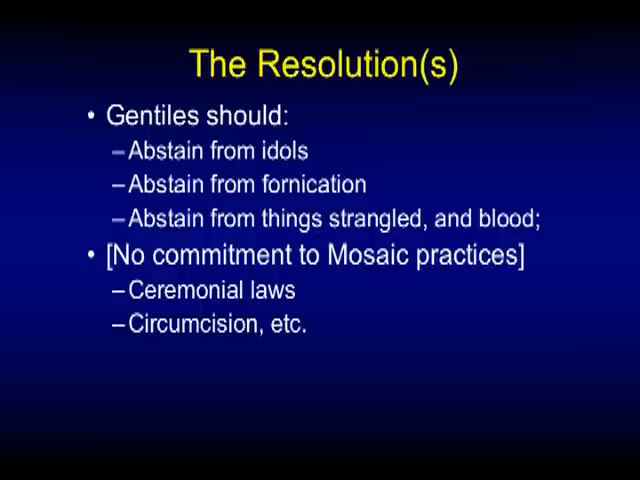 The Resolution(s)
• Gentiles should:
–Abstain from idols
–Abstain from fornication
–Abstain from things strangled, and blood;
• [No commitment to Mosaic practices]
–Ceremonial laws
–Circumcision, etc.